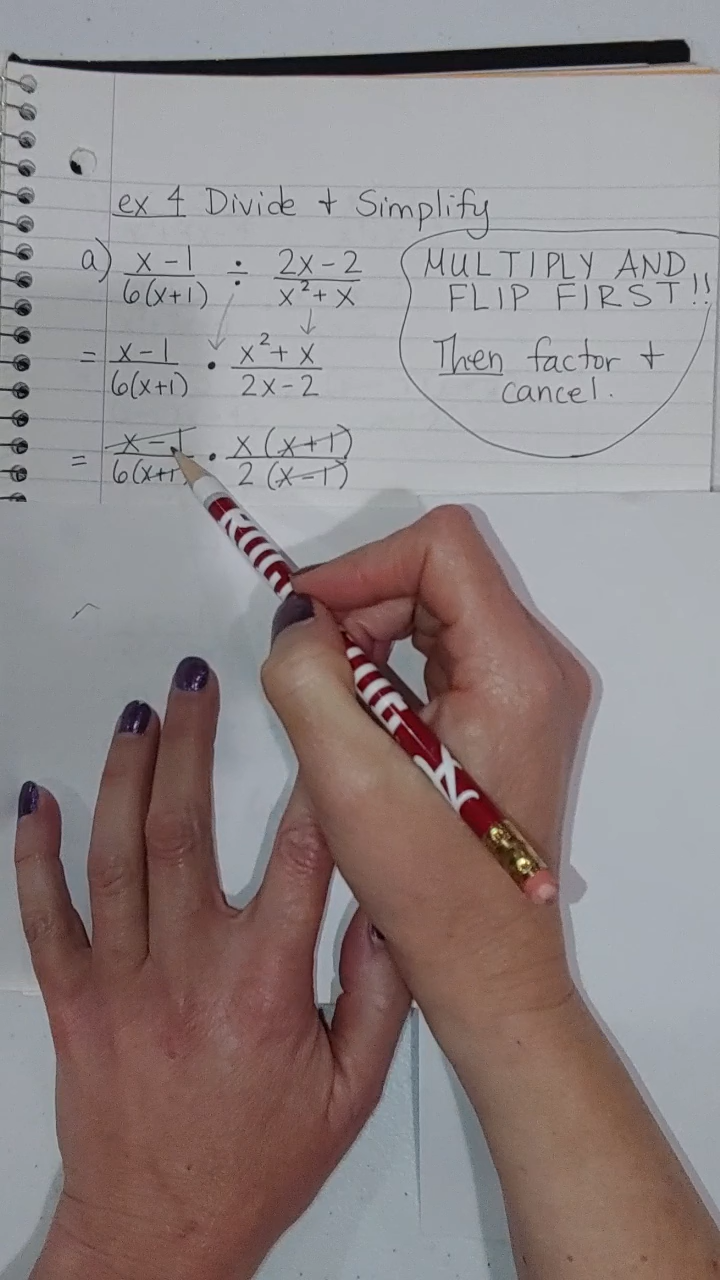 ex 4 Divide + Simplify
a) x - 1 / 6(x+1) ÷ 2x - 2 / x² + x
= x - 1 / 6(x+1) • x² + x / 2x - 2
= x - 1 / 6(x+1) • x (x+1) / 2 (x-1)
MULTIPLY AND
FLIP FIRST!!
Then factor +
cancel.